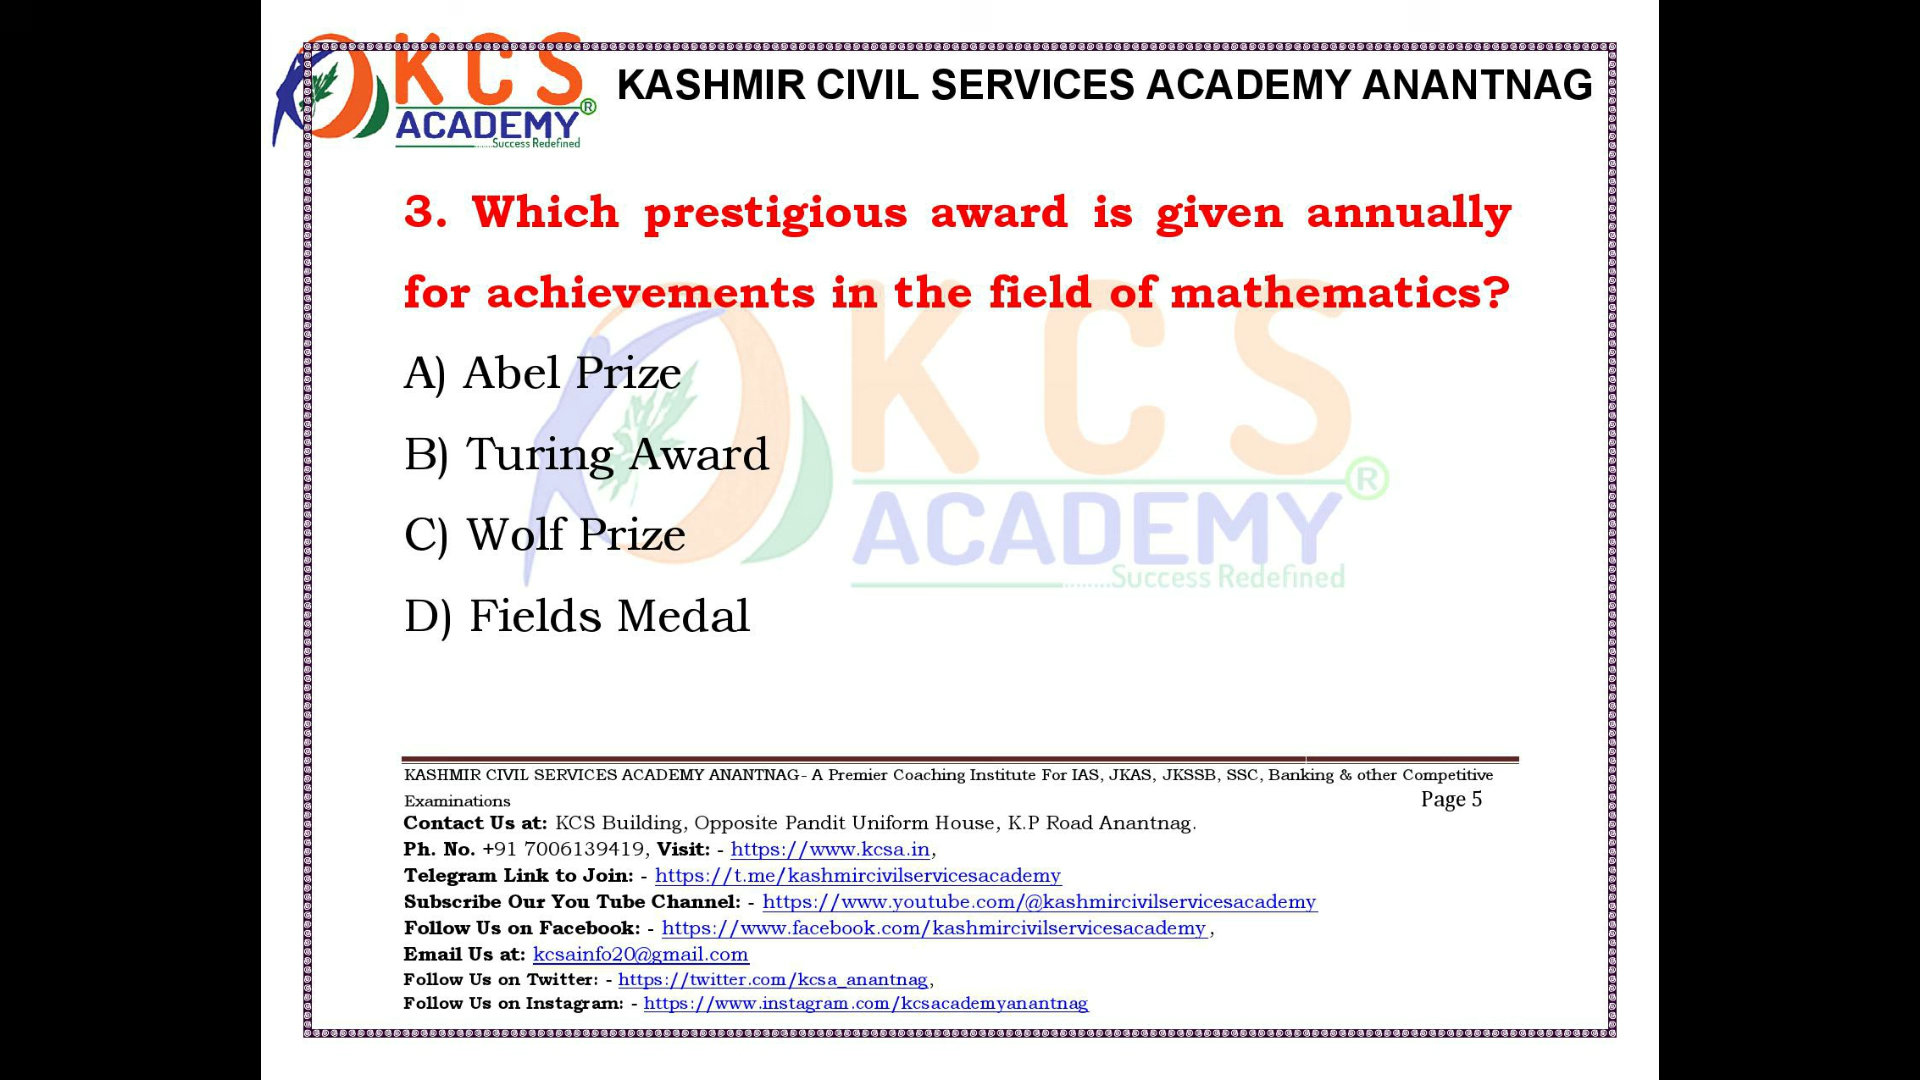 KCS
ACADEMY®
........Success Redefined
KASHMIR CIVIL SERVICES ACADEMY ANANTNAG
3. Which prestigious award is given annually
for achievements in the field of mathematics?
A) Abel Prize
B) Turing Award
C) Wolf Prize
D) Fields Medal
KCS
ACADEMY®
........Success Redefined
KASHMIR CIVIL SERVICES ACADEMY ANANTNAG- A Premier Coaching Institute For IAS, JKAS, JKSSB, SSC, Banking & other Competitive
Examinations Page 5
Contact Us at: KCS Building, Opposite Pandit Uniform House, K.P Road Anantnag.
Ph. No. +91 7006139419, Visit: - https://www.kcsa.in,
Telegram Link to Join: - https://t.me/kashmircivilservicesacademy
Subscribe Our You Tube Channel: - https://www.youtube.com/@kashmircivilservicesacademy
Follow Us on Facebook: - https://www.facebook.com/kashmircivilservicesacademy,
Email Us at: kcsainfo20@gmail.com
Follow Us on Twitter: - https://twitter.com/kcsa_anantnag,
Follow Us on Instagram: - https://www.instagram.com/kcsacademyanantnag